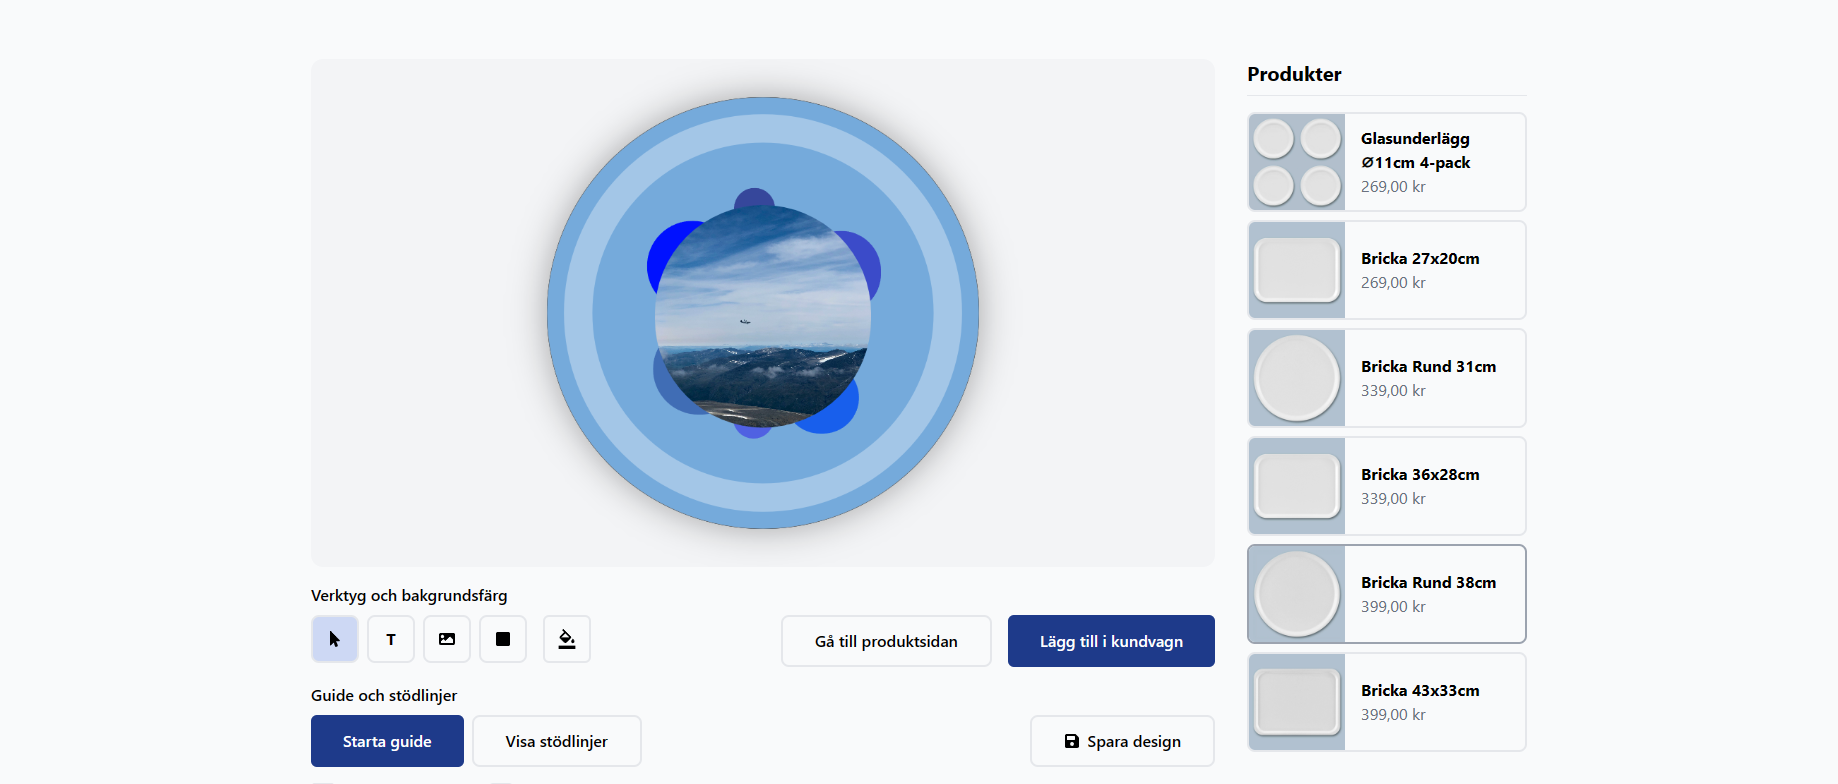 Produkter
Glasunderlägg
Ø11cm 4-pack
269,00 kr
Bricka 27x20cm
269,00 kr
Bricka Rund 31cm
339,00 kr
Bricka 36x28cm
339,00 kr
Bricka Rund 38cm
399,00 kr
Bricka 43x33cm
399,00 kr
Verktyg och bakgrundsfärg
T
Gå till produktsidan
Lägg till i kundvagn
Guide och stödlinjer
Starta guide
Visa stödlinjer
Spara design